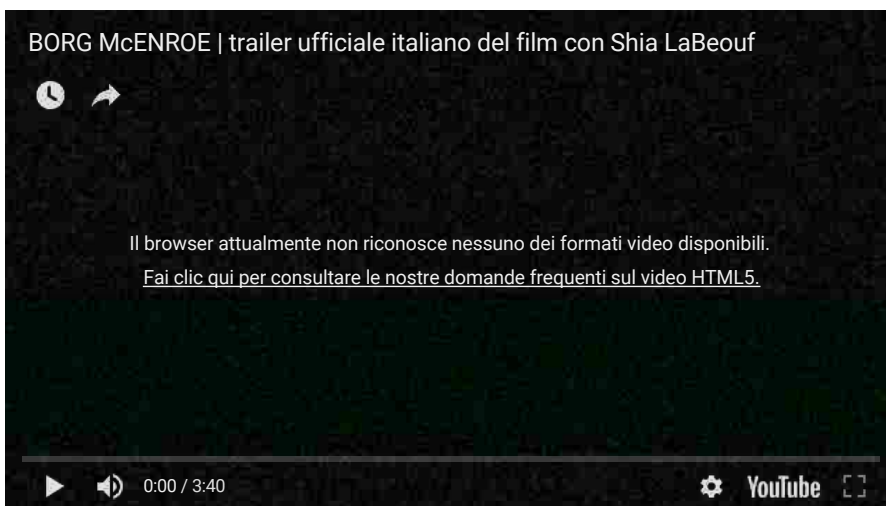 BORG McENROE | trailer ufficiale italiano del film con Shia LaBeouf
Il browser attualmente non riconosce nessuno dei formati video disponibili.
Fai clic qui per consultare le nostre domande frequenti sul video HTML5.
0:00 / 3:40
YouTube